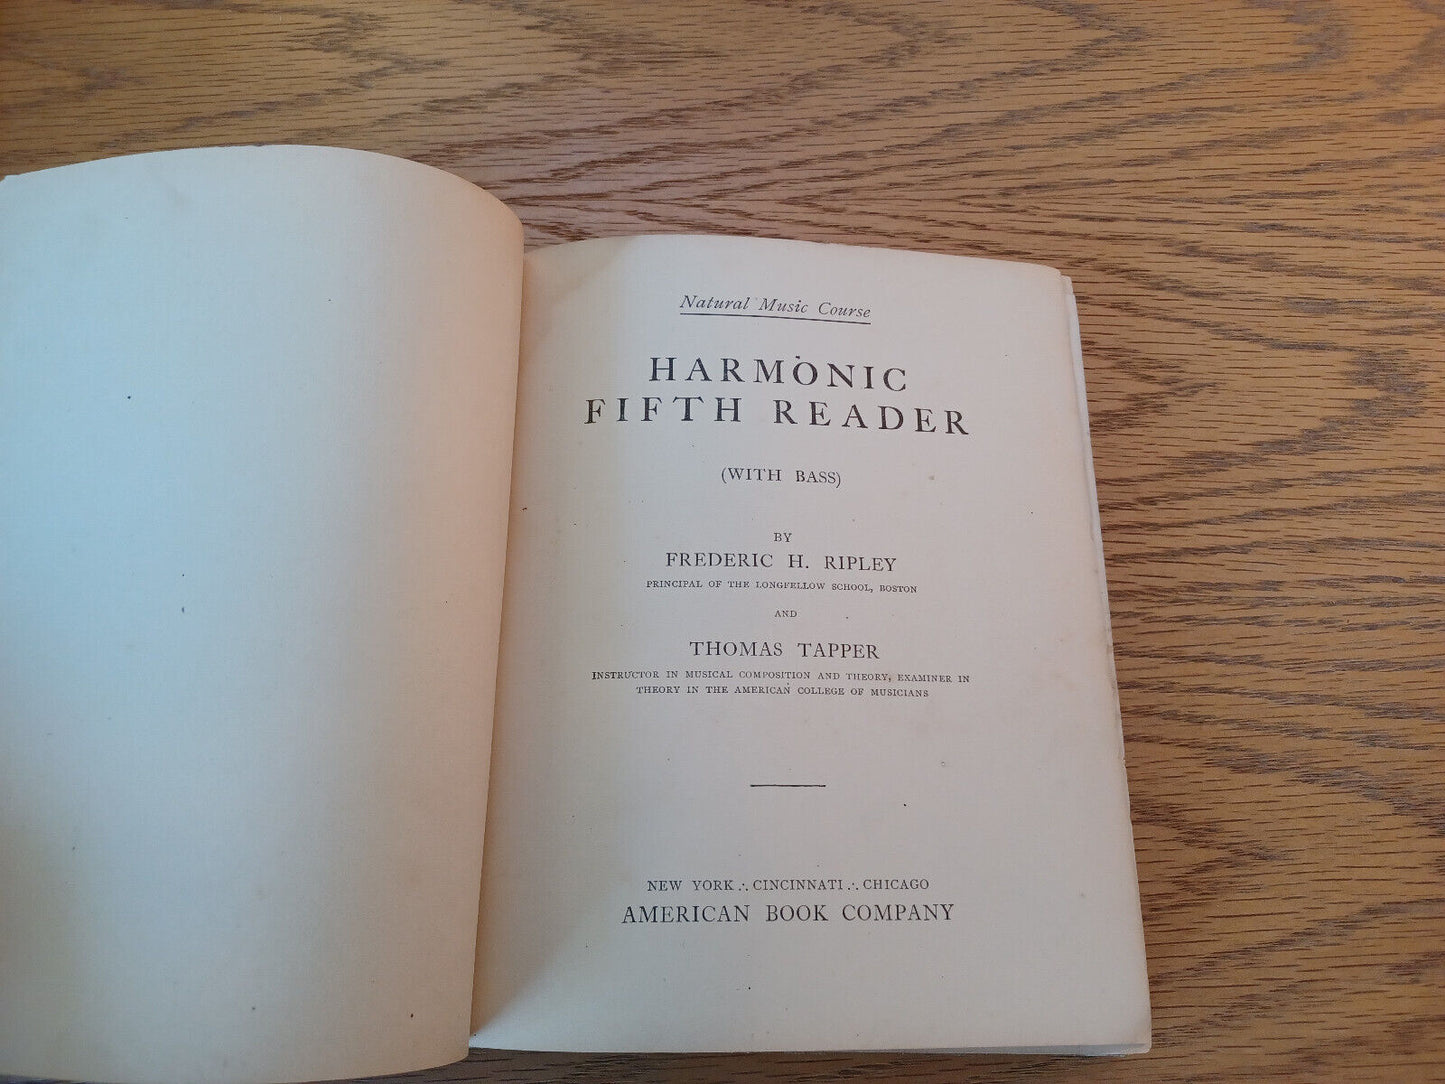 Natural Music Course
HARMONIC
FIFTH READER
(WITH BASS)
BY
FREDERIC H. RIPLEY
PRINCIPAL OF THE LONGFELLOW SCHOOL, BOSTON
AND
THOMAS TAPPER
INSTRUCTOR IN MUSICAL COMPOSITION AND THEORY, EXAMINER IN
THEORY IN THE AMERICAN COLLEGE OF MUSICIANS
NEW YORK ∴ CINCINNATI ∴ CHICAGO
AMERICAN BOOK COMPANY